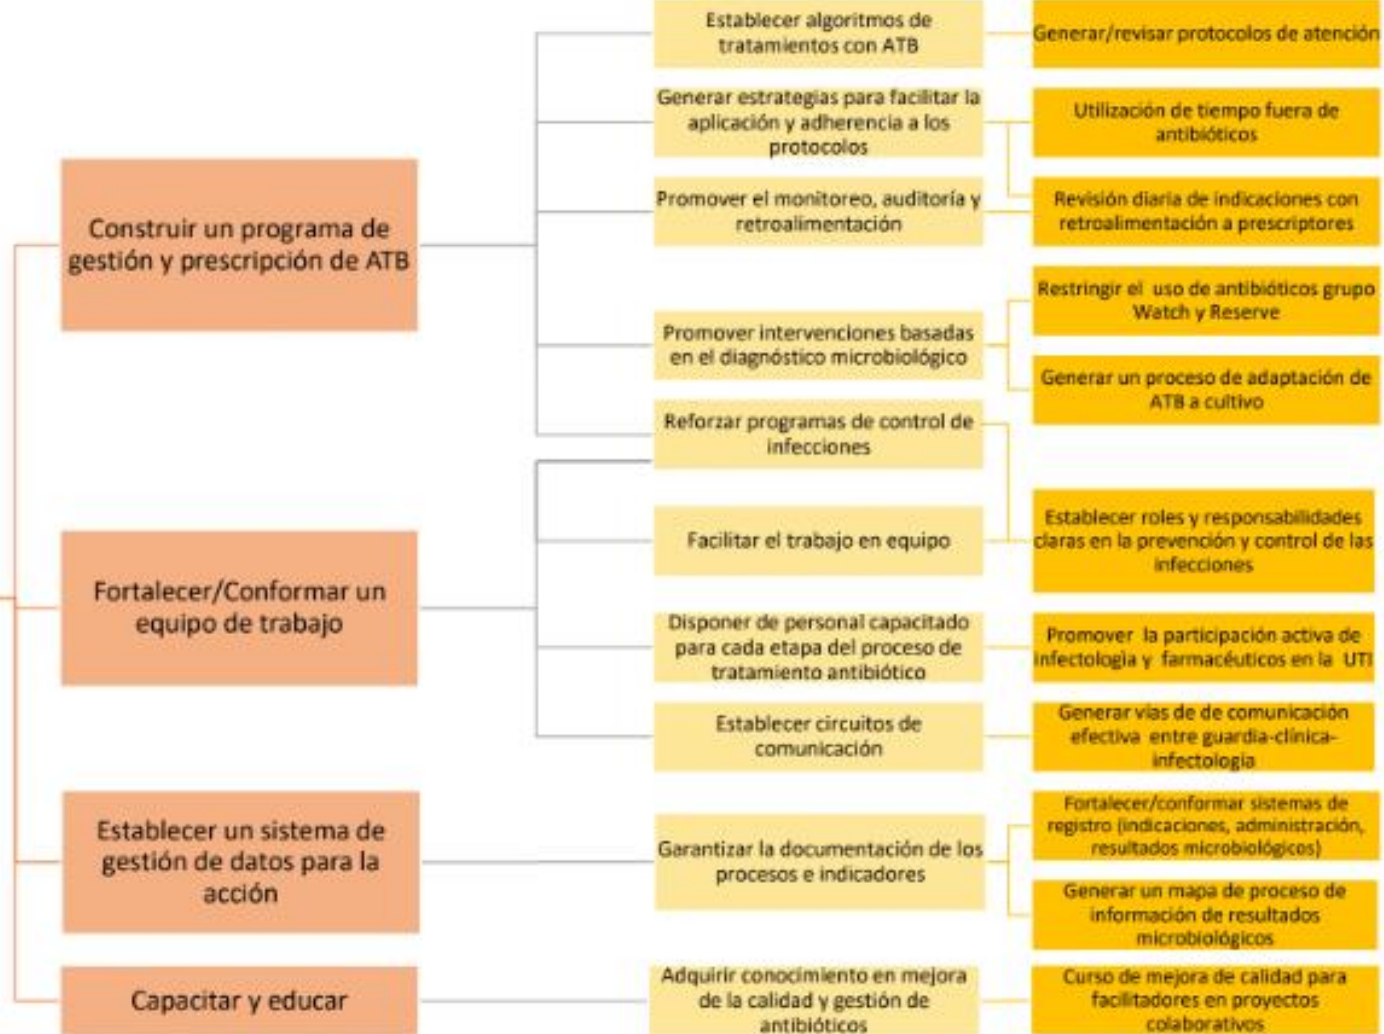 Construir un programa de
gestión y prescripción de ATB
Establecer algoritmos de
tratamientos con ATB
Generar/revisar protocolos de atención
Generar estrategias para facilitar la
aplicación y adherencia a los
protocolos
Utilización de tiempo fuera de
antibióticos
Promover el monitoreo, auditoría y
retroalimentación
Revisión diaria de indicaciones con
retroalimentación a prescriptores
Promover intervenciones basadas
en el diagnóstico microbiológico
Restringir el uso de antibióticos grupo
Watch y Reserve
Generar un proceso de adaptación de
ATB a cultivo
Reforzar programas de control de
infecciones
Fortalecer/Conformar un
equipo de trabajo
Facilitar el trabajo en equipo
Establecer roles y responsabilidades
claras en la prevención y control de las
infecciones
Disponer de personal capacitado
para cada etapa del proceso de
tratamiento antibiótico
Promover la participación activa de
infectología y farmacéuticos en la UTI
Establecer circuitos de
comunicación
Generar vías de de comunicación
efectiva entre guardia-clínica-
infectología
Establecer un sistema de
gestión de datos para la
acción
Garantizar la documentación de los
procesos e indicadores
Fortalecer/conformar sistemas de
registro (indicaciones, administración,
resultados microbiológicos)
Generar un mapa de proceso de
información de resultados
microbiológicos
Capacitar y educar
Adquirir conocimiento en mejora
de la calidad y gestión de
antibióticos
Curso de mejora de calidad para
facilitadores en proyectos
colaborativos